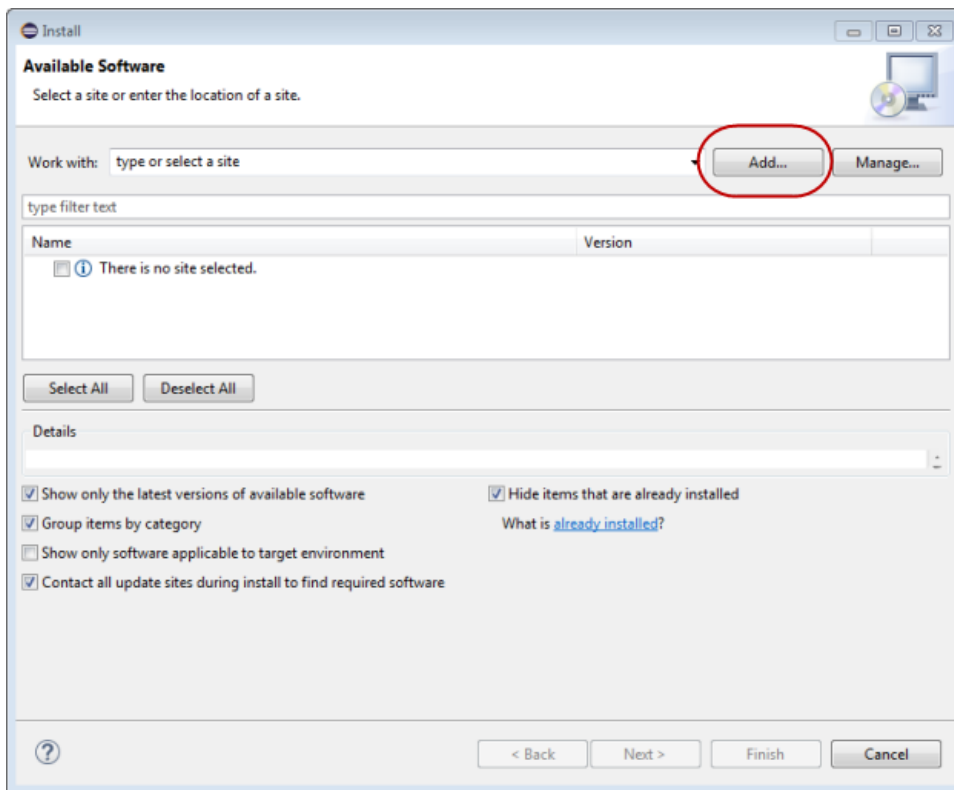 Install
Available Software
Select a site or enter the location of a site.
Work with: type or select a site Add... Manage...
type filter text
Name Version
There is no site selected.
Select All Deselect All
Details
Show only the latest versions of available software Hide items that are already installed
Group items by category What is already installed?
Show only software applicable to target environment
Contact all update sites during install to find required software
< Back Next > Finish Cancel